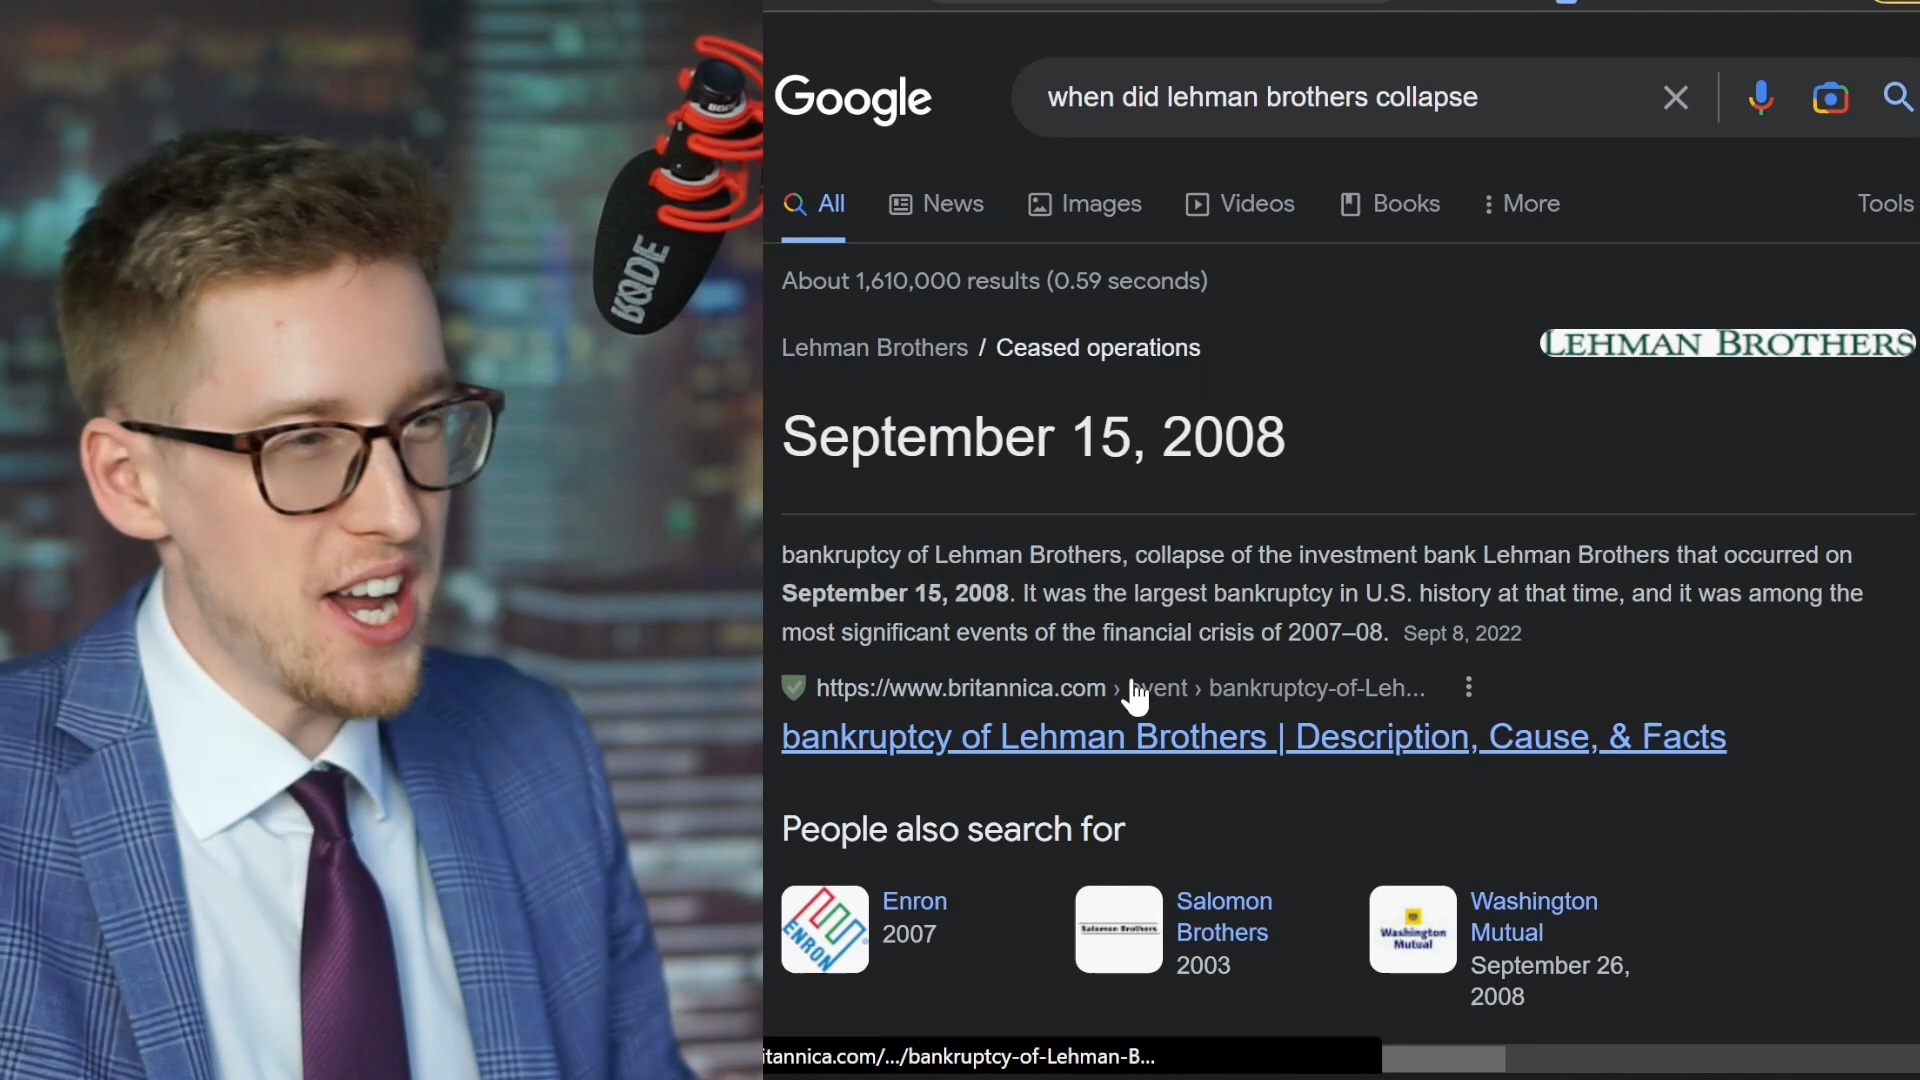 RØDE
Google
when did lehman brothers collapse
All
News
Images
Videos
Books
More
Tools
About 1,610,000 results (0.59 seconds)
Lehman Brothers / Ceased operations
LEHMAN BROTHERS
September 15, 2008
bankruptcy of Lehman Brothers, collapse of the investment bank Lehman Brothers that occurred on
September 15, 2008. It was the largest bankruptcy in U.S. history at that time, and it was among the
most significant events of the financial crisis of 2007–08. Sept 8, 2022
https://www.britannica.com › event › bankruptcy-of-Leh...
bankruptcy of Lehman Brothers | Description, Cause, & Facts
People also search for
ENRON
Enron
2007
Salomon Brothers
Salomon
Brothers
2003
Washington
Mutual
Washington
Mutual
September 26,
2008
itannica.com/.../bankruptcy-of-Lehman-B...